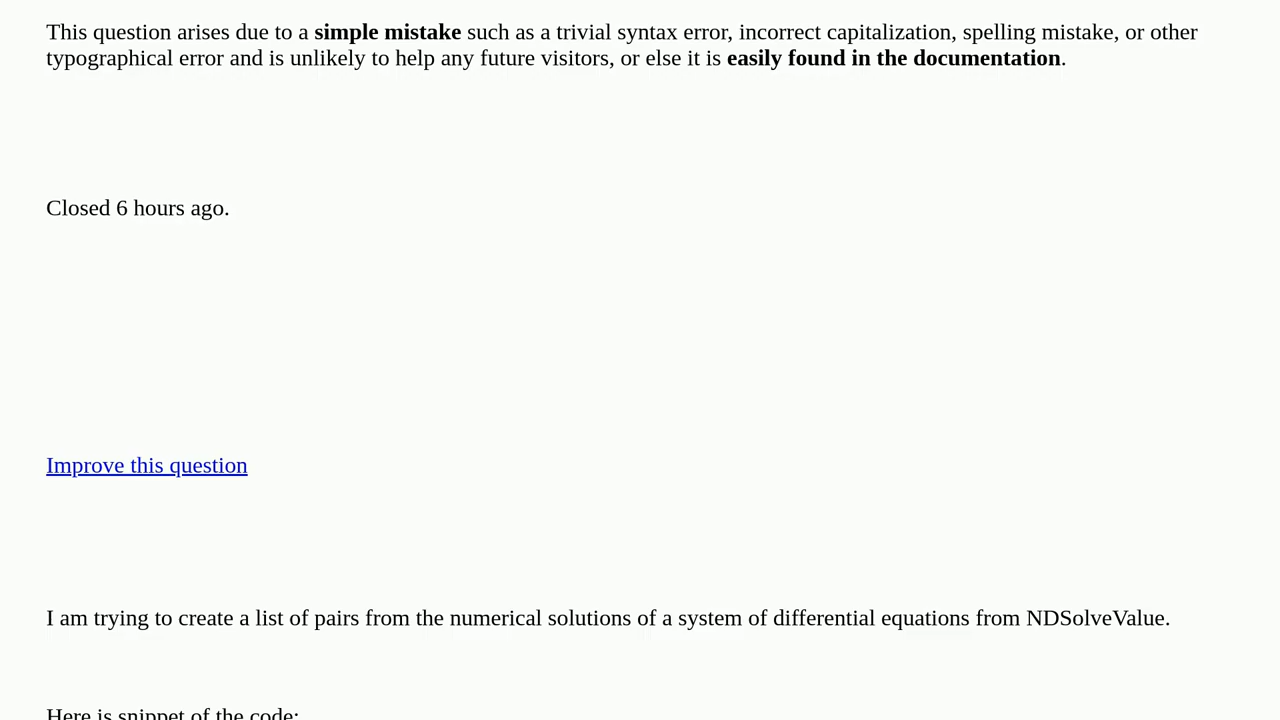 This question arises due to a simple mistake such as a trivial syntax error, incorrect capitalization, spelling mistake, or other
typographical error and is unlikely to help any future visitors, or else it is easily found in the documentation.
Closed 6 hours ago.
Improve this question
I am trying to create a list of pairs from the numerical solutions of a system of differential equations from NDSolveValue.
Here is snippet of the code: